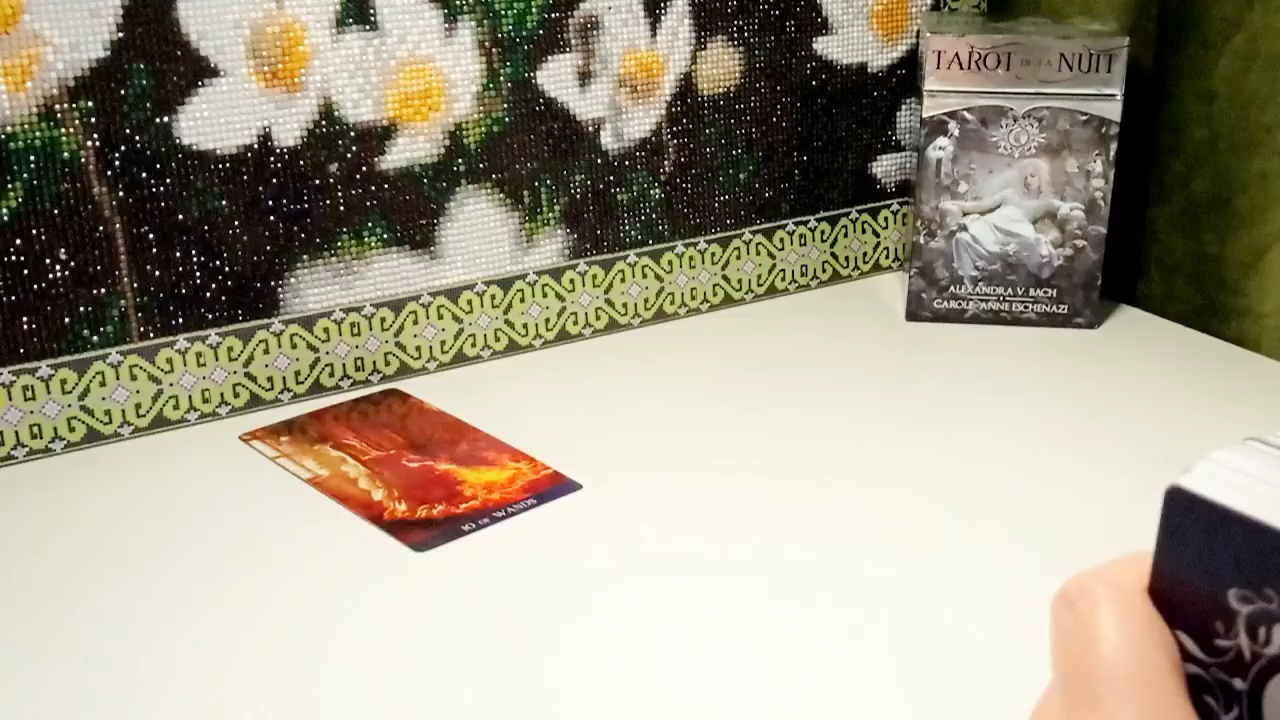 TAROT DE LA NUIT
ALEXANDRA V. BACH
CAROLE-ANNE ESCHENAZI
10 OF WANDS